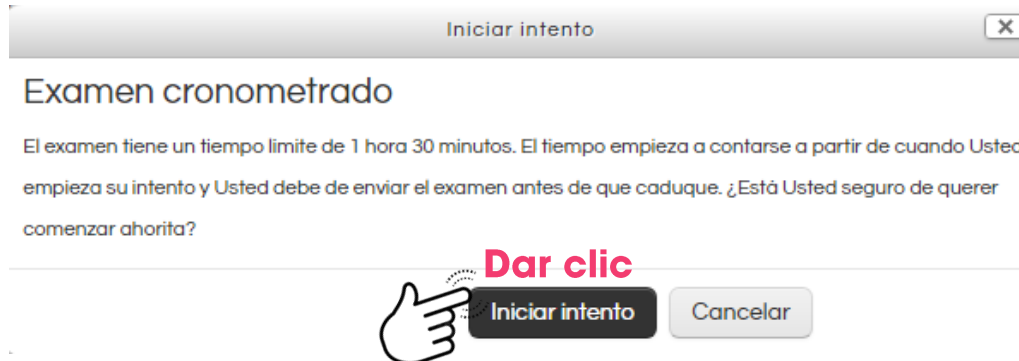 Iniciar intento
Examen cronometrado
El examen tiene un tiempo limite de 1 hora 30 minutos. El tiempo empieza a contarse a partir de cuando Usted
empieza su intento y Usted debe de enviar el examen antes de que caduque. ¿Está Usted seguro de querer
comenzar ahorita?
Dar clic
Iniciar intento Cancelar